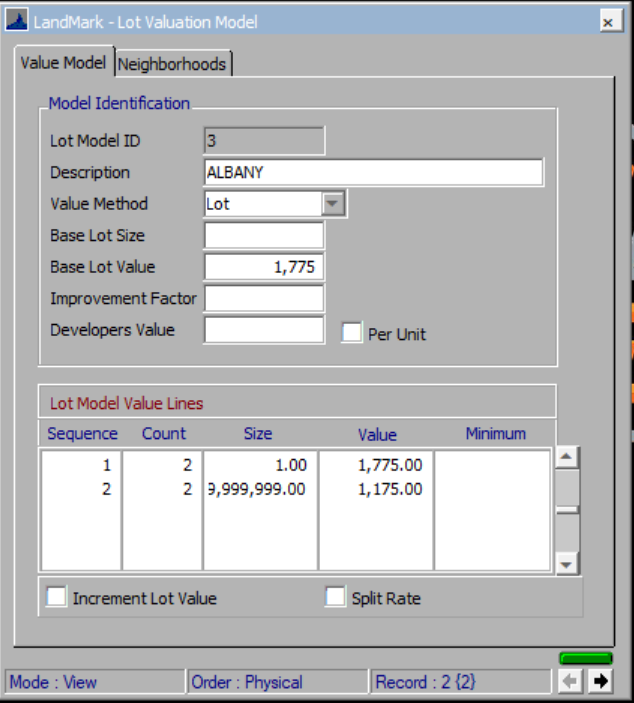 LandMark - Lot Valuation Model
Value Model Neighborhoods
Model Identification
Lot Model ID 3
Description ALBANY
Value Method Lot
Base Lot Size
Base Lot Value 1,775
Improvement Factor
Developers Value Per Unit
Lot Model Value Lines
Sequence Count Size Value Minimum
1 2 1.00 1,775.00
2 2 9,999,999.00 1,175.00
Increment Lot Value Split Rate
Mode : View Order : Physical Record : 2 {2}